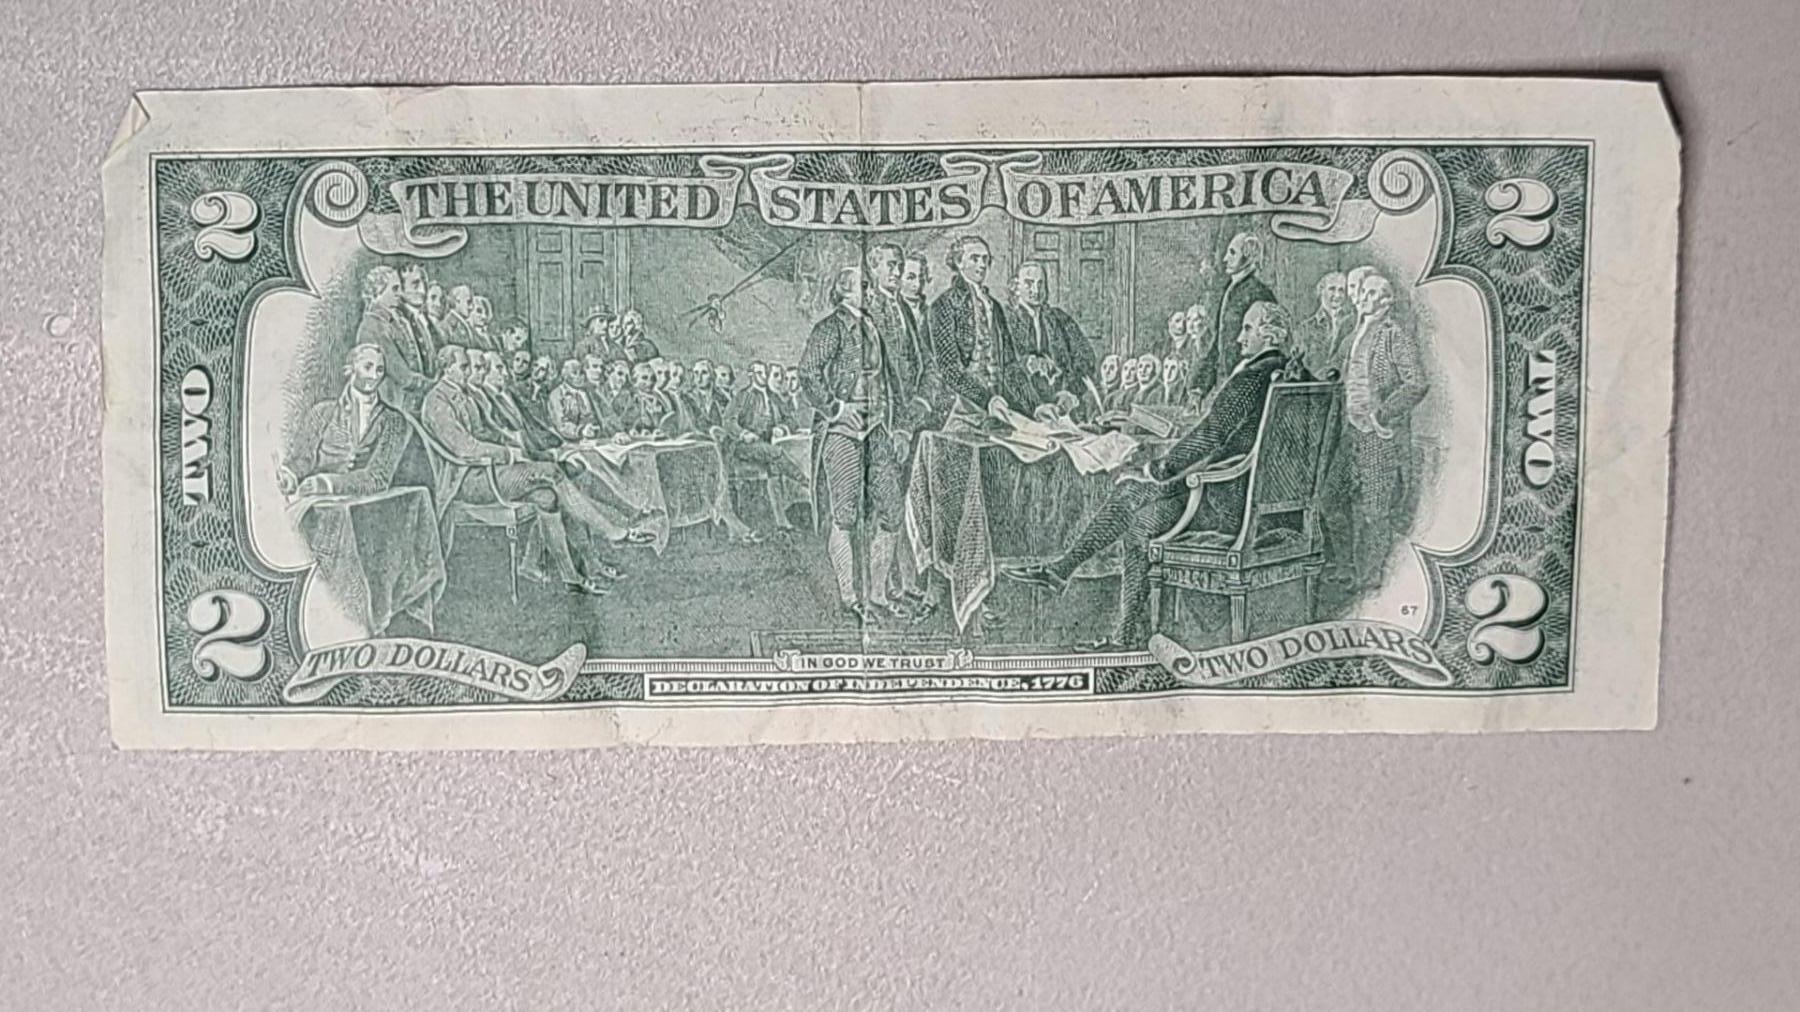 THE UNITED STATES OF AMERICA
2 2
TWO TWO
67
2 2
TWO DOLLARS TWO DOLLARS
IN GOD WE TRUST
DECLARATION OF INDEPENDENCE, 1776